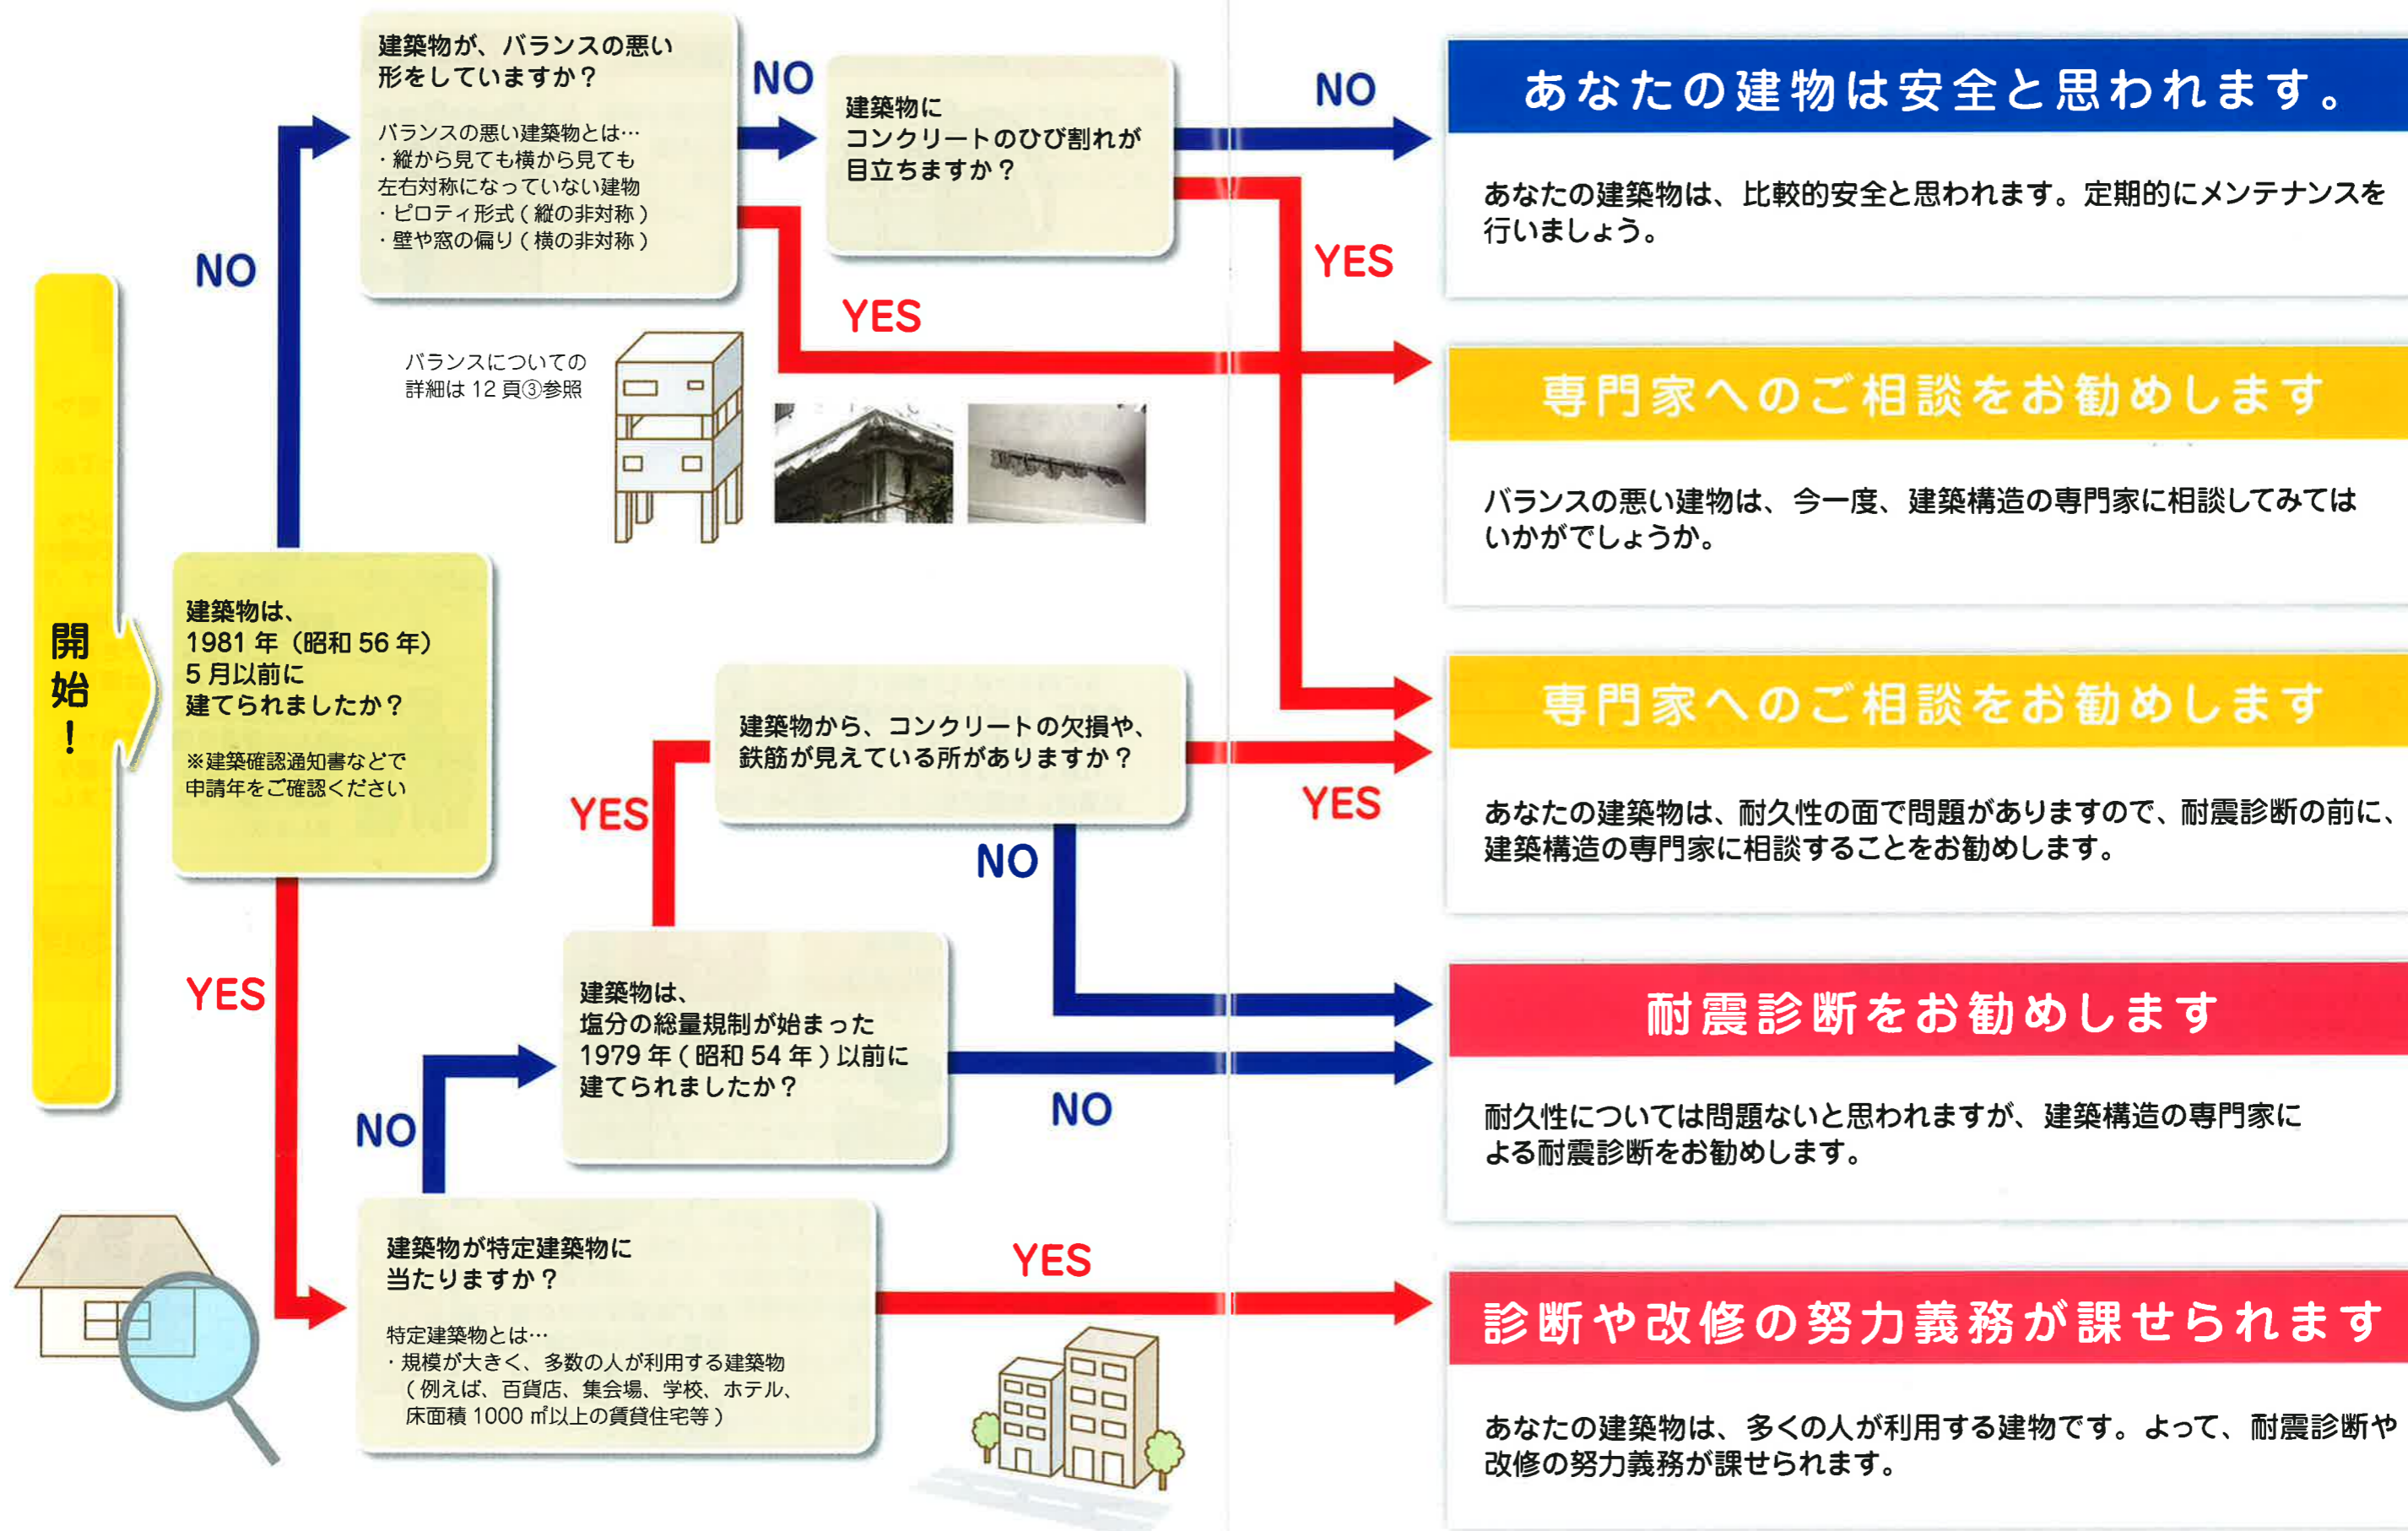 開始！
建築物は、
1981 年（昭和 56 年）
5 月以前に
建てられましたか？
※建築確認通知書などで
申請年をご確認ください
NO
建築物が、バランスの悪い
形をしていますか？
バランスの悪い建築物とは…
・縦から見ても横から見ても
左右対称になっていない建物
・ピロティ形式 ( 縦の非対称 )
・壁や窓の偏り ( 横の非対称 )
バランスについての
詳細は 12 頁③参照
NO
YES
建築物に
コンクリートのひび割れが
目立ちますか？
NO
YES
YES
建築物が特定建築物に
当たりますか？
特定建築物とは…
・規模が大きく、多数の人が利用する建築物
( 例えば、百貨店、集会場、学校、ホテル、
床面積 1000 ㎡以上の賃貸住宅等 )
NO
YES
建築物は、
塩分の総量規制が始まった
1979 年 ( 昭和 54 年 ) 以前に
建てられましたか？
YES
NO
建築物から、コンクリートの欠損や、
鉄筋が見えている所がありますか？
YES
NO
あなたの建物は安全と思われます。
あなたの建築物は、比較的安全と思われます。定期的にメンテナンスを
行いましょう。
専門家へのご相談をお勧めします
バランスの悪い建物は、今一度、建築構造の専門家に相談してみては
いかがでしょうか。
専門家へのご相談をお勧めします
あなたの建築物は、耐久性の面で問題がありますので、耐震診断の前に、
建築構造の専門家に相談することをお勧めします。
耐震診断をお勧めします
耐久性については問題ないと思われますが、建築構造の専門家に
よる耐震診断をお勧めします。
診断や改修の努力義務が課せられます
あなたの建築物は、多くの人が利用する建物です。よって、耐震診断や
改修の努力義務が課せられます。